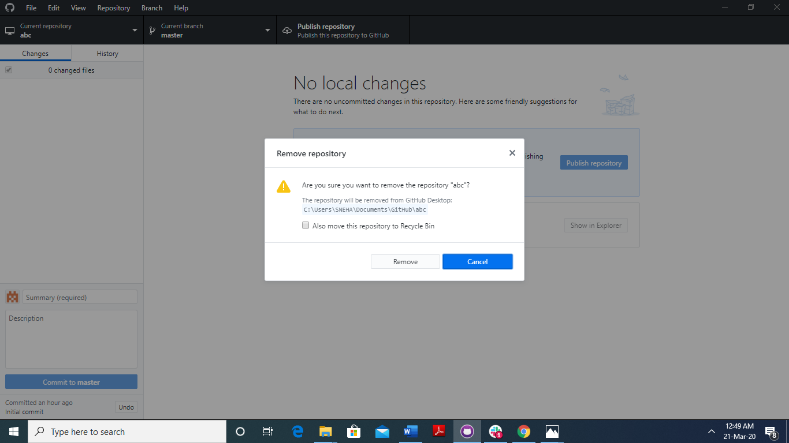 File Edit View Repository Branch Help
Current repository
abc
Current branch
master
Publish repository
Publish this repository to GitHub
Changes
History
0 changed files
No local changes
There are no uncommitted changes in this repository. Here are some friendly suggestions for
what to do next.
shing
Publish repository
Show in Explorer
Remove repository
Are you sure you want to remove the repository "abc"?
The repository will be removed from GitHub Desktop:
C:\Users\SNEHA\Documents\GitHub\abc
Also move this repository to Recycle Bin
Remove
Cancel
Summary (required)
Description
Commit to master
Committed an hour ago
initial commit
Undo
Type here to search
12:49 AM
21-Mar-20
8